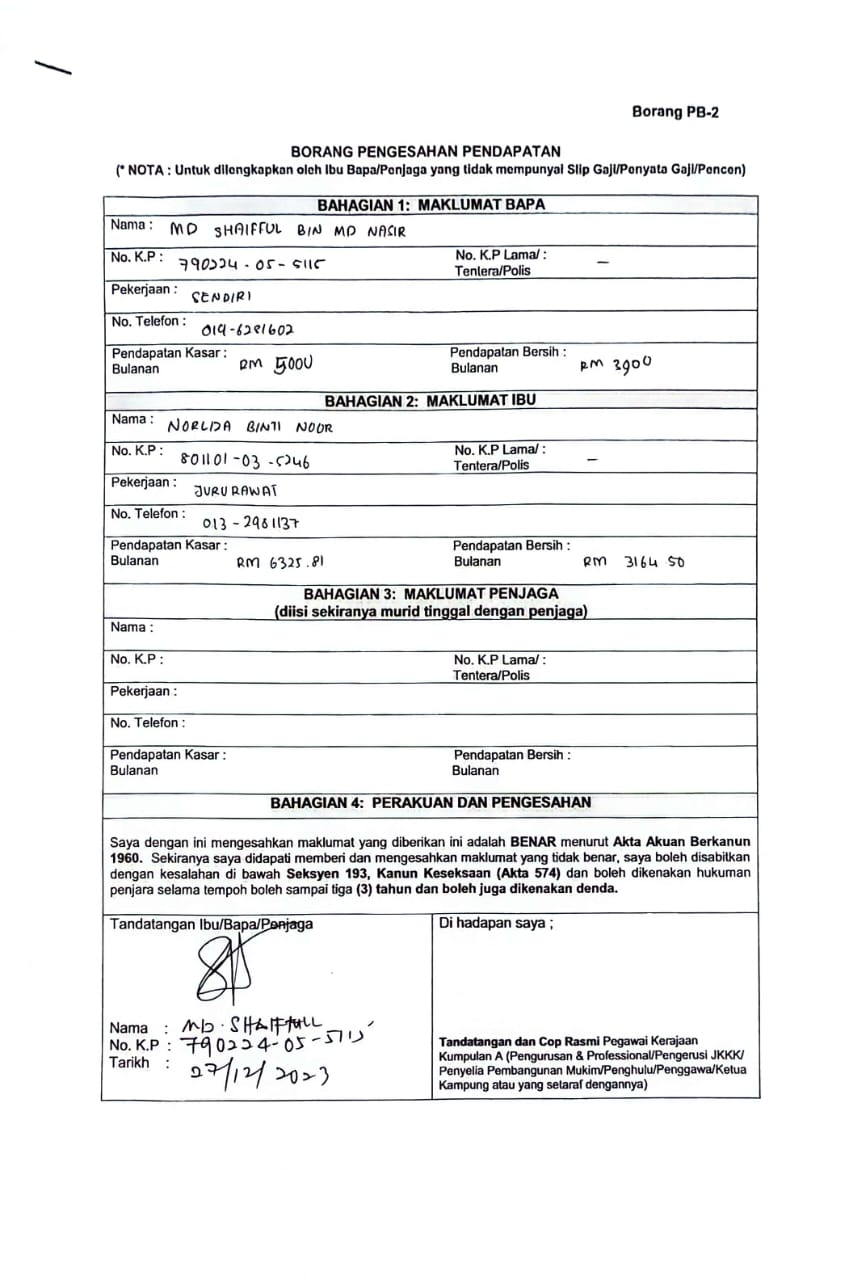 Borang PB-2
BORANG PENGESAHAN PENDAPATAN
(* NOTA : Untuk dilengkapkan oleh Ibu Bapa/Penjaga yang tidak mempunyai Slip Gaji/Penyata Gaji/Pencen)
BAHAGIAN 1: MAKLUMAT BAPA
Nama : MD SHAIFFUL BIN MD NASIR
No. K.P : 790224-05-5115 No. K.P Lama/ : –
Tentera/Polis
Pekerjaan : SENDIRI
No. Telefon : 019-6281602
Pendapatan Kasar : RM 5000 Pendapatan Bersih : RM 3900
Bulanan Bulanan
BAHAGIAN 2: MAKLUMAT IBU
Nama : NORLIDA BINTI NOOR
No. K.P : 801101-03-5246 No. K.P Lama/ : –
Tentera/Polis
Pekerjaan : JURURAWAT
No. Telefon : 013-2981137
Pendapatan Kasar : RM 6325.81 Pendapatan Bersih : RM 3164 50
Bulanan Bulanan
BAHAGIAN 3: MAKLUMAT PENJAGA
(diisi sekiranya murid tinggal dengan penjaga)
Nama :
No. K.P : No. K.P Lama/ :
Tentera/Polis
Pekerjaan :
No. Telefon :
Pendapatan Kasar : Pendapatan Bersih :
Bulanan Bulanan
BAHAGIAN 4: PERAKUAN DAN PENGESAHAN
Saya dengan ini mengesahkan maklumat yang diberikan ini adalah BENAR menurut Akta Akuan Berkanun
1960. Sekiranya saya didapati memberi dan mengesahkan maklumat yang tidak benar, saya boleh disabitkan
dengan kesalahan di bawah Seksyen 193, Kanun Keseksaan (Akta 574) dan boleh dikenakan hukuman
penjara selama tempoh boleh sampai tiga (3) tahun dan boleh juga dikenakan denda.
Tandatangan Ibu/Bapa/Penjaga
Nama : MD. SHAIFFULL
No. K.P : 790224-05-5115
Tarikh : 27/12/2023
Di hadapan saya ;
Tandatangan dan Cop Rasmi Pegawai Kerajaan
Kumpulan A (Pengurusan & Professional/Pengerusi JKKK/
Penyelia Pembangunan Mukim/Penghulu/Penggawa/Ketua
Kampung atau yang setaraf dengannya)